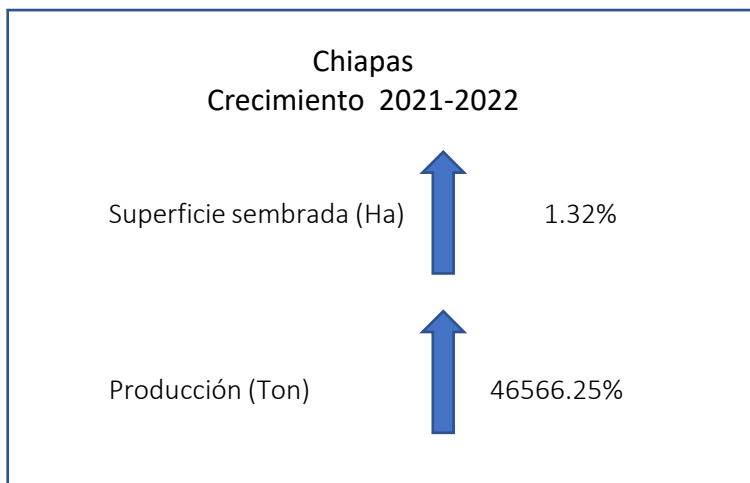 Chiapas
Crecimiento 2021-2022
Superficie sembrada (Ha) 1.32%
Producción (Ton) 46566.25%